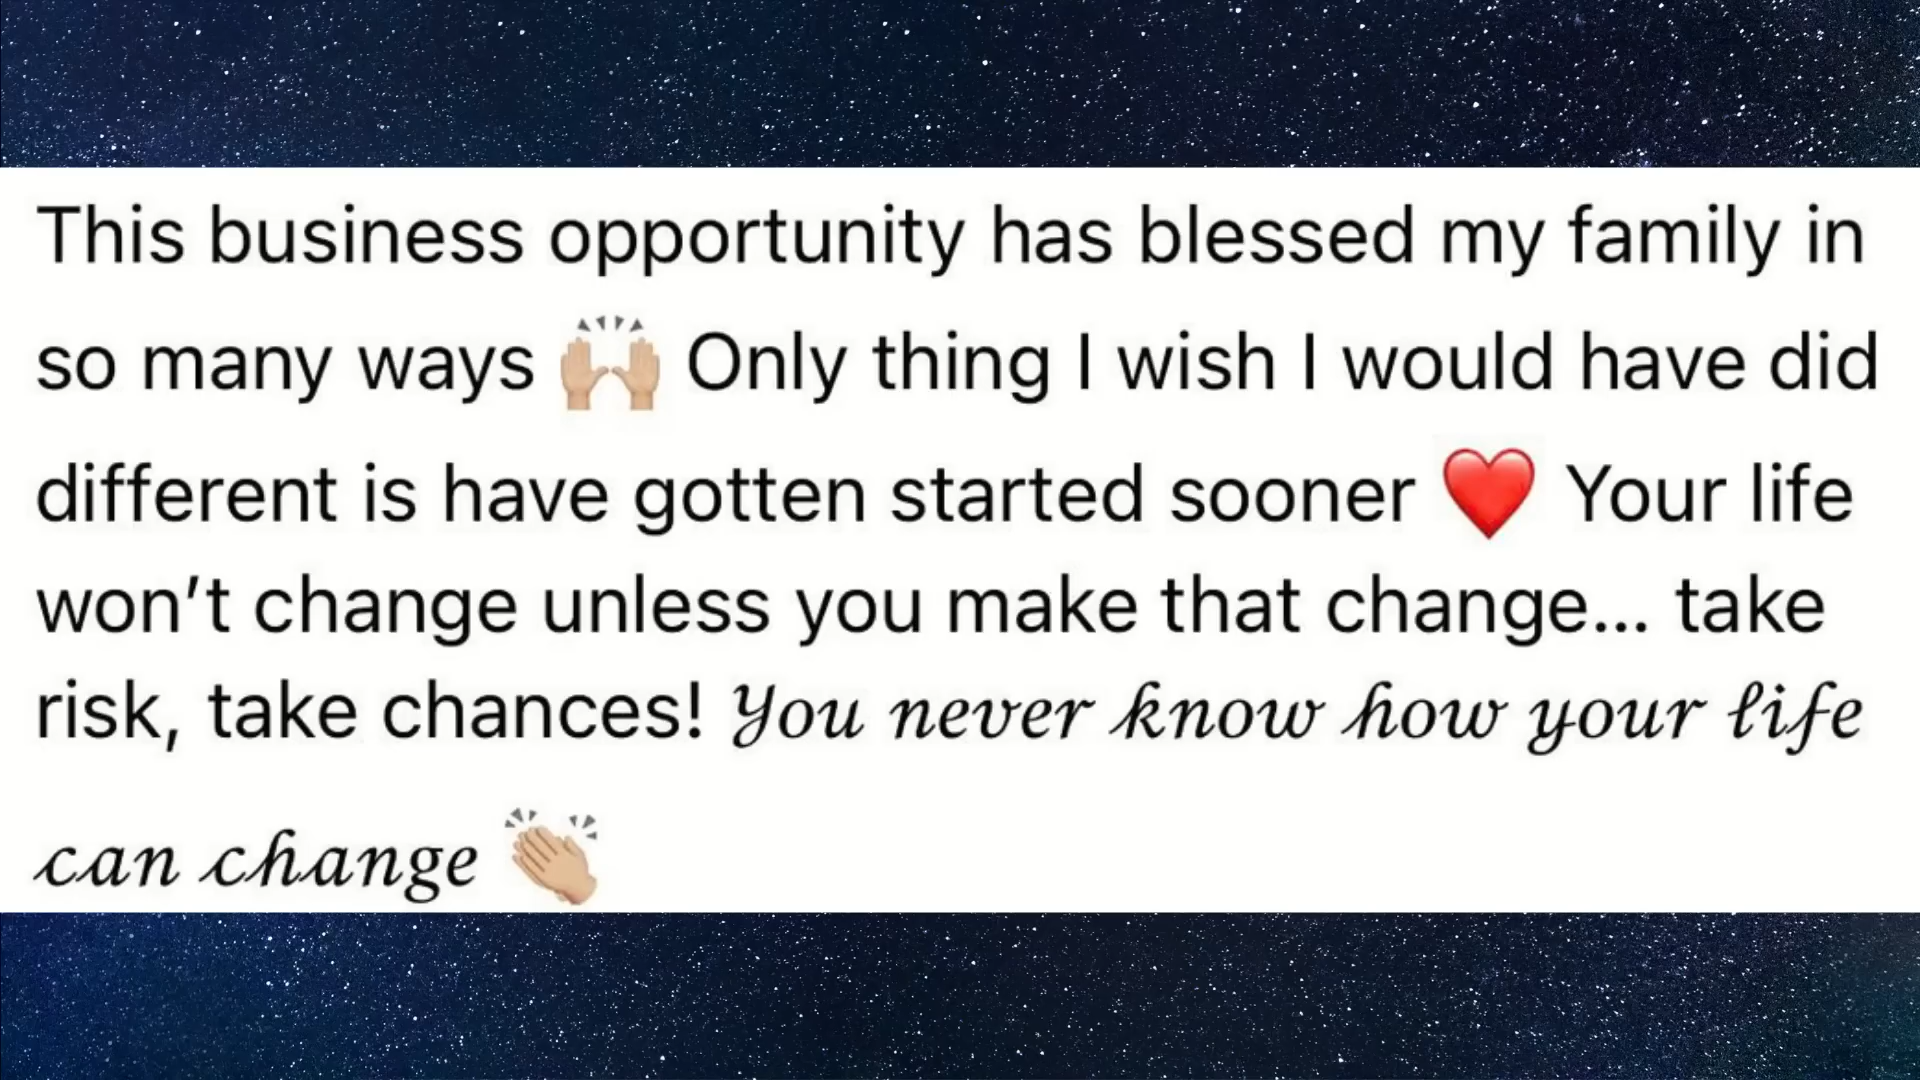 This business opportunity has blessed my family in
so many ways 🙌🏼 Only thing I wish I would have did
different is have gotten started sooner ❤️ Your life
won’t change unless you make that change... take
risk, take chances! You never know how your life
can change 👏🏼